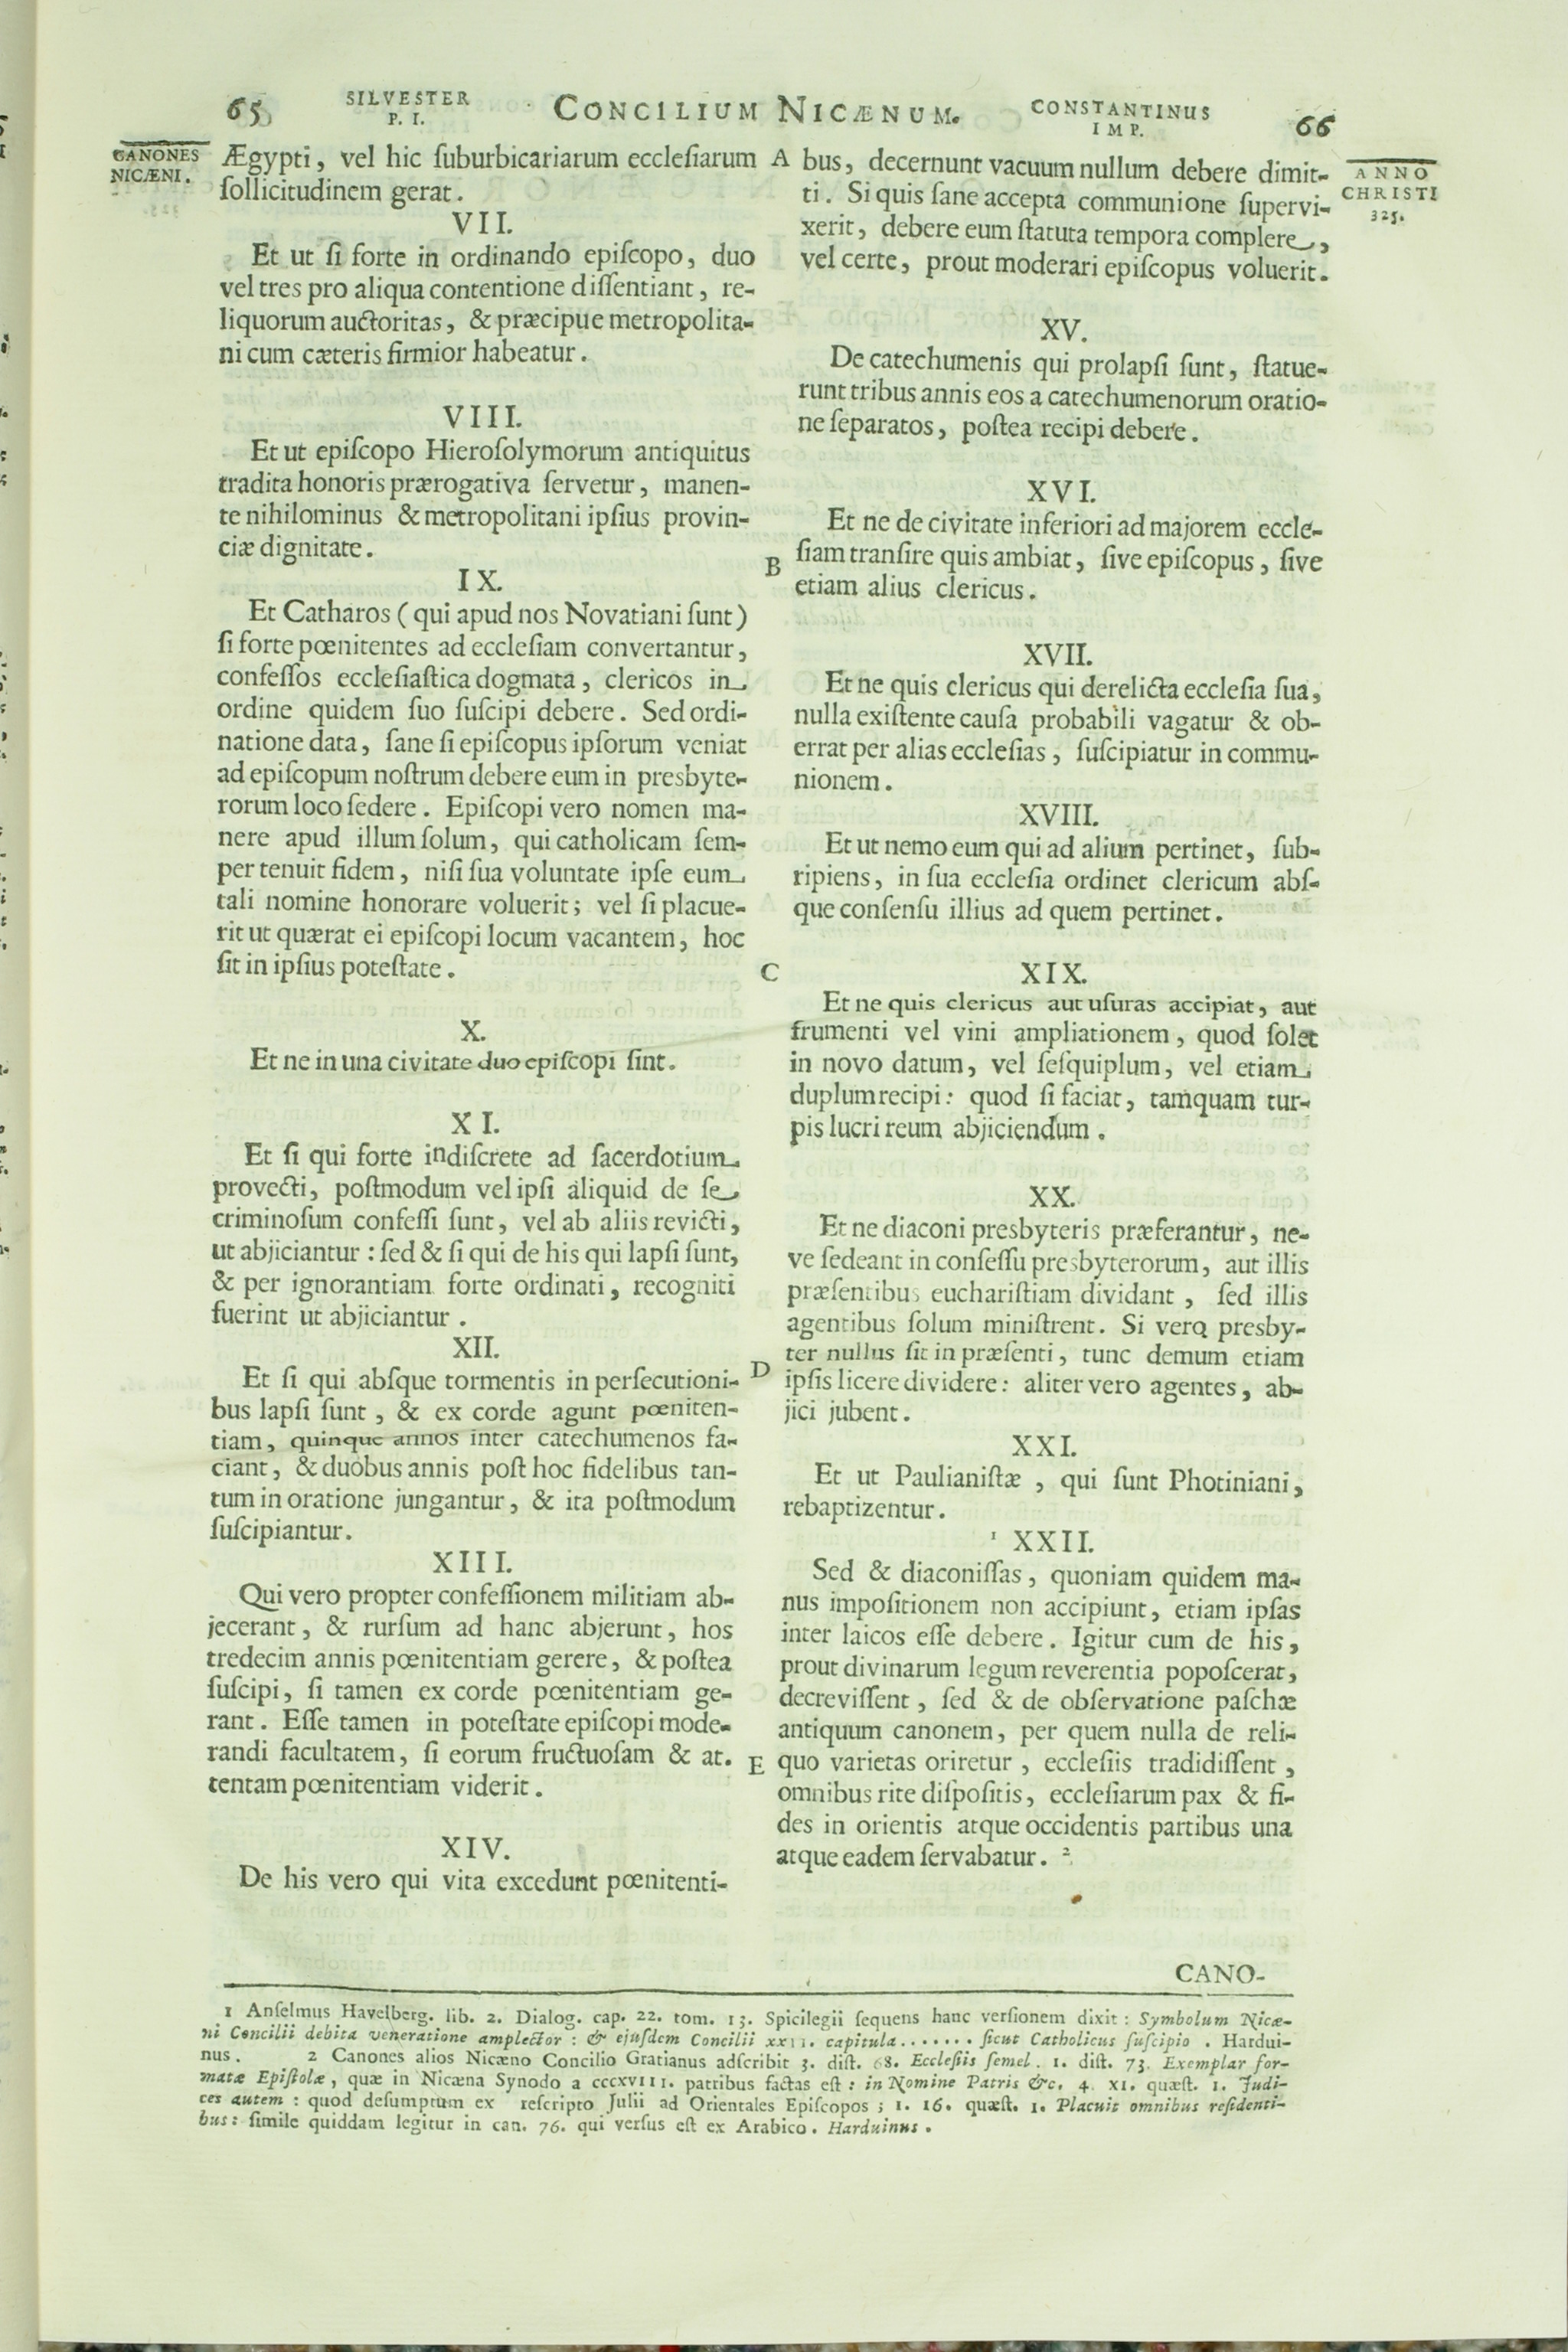 65
SILVESTER
P. I.
CONCILIUM NICÆNUM.
CONSTANTINUS
IMP.
66
CANONES
NICÆNI.
Ægypti, vel hic ſuburbicariarum eccleſiarum
ſollicitudinem gerat.
VII.
Et ut ſi forte in ordinando epiſcopo, duo
vel tres pro aliqua contentione diſſentiant, re-
liquorum auctoritas, & præcipue metropolita-
ni cum cæteris firmior habeatur.
VIII.
Et ut epiſcopo Hieroſolymorum antiquitus
tradita honoris prærogativa ſervetur, manen-
te nihilominus & metropolitani ipſius provin-
ciæ dignitate.
IX.
Et Catharos (qui apud nos Novatiani ſunt)
ſi forte pœnitentes ad eccleſiam convertantur,
confeſſos eccleſiaſtica dogmata, clericos in
ordine quidem ſuo ſuſcipi debere. Sed ordi-
natione data, ſane ſi epiſcopus ipſorum veniat
ad epiſcopum noſtrum debere eum in presbyte-
rorum loco ſedere. Epiſcopi vero nomen ma-
nere apud illum ſolum, qui catholicam ſem-
per tenuit fidem, niſi ſua voluntate ipſe eum
tali nomine honorare voluerit; vel ſi placue-
rit ut quærat ei epiſcopi locum vacantem, hoc
ſit in ipſius poteſtate.
X.
Et ne in una civitate duo epiſcopi ſint.
XI.
Et ſi qui forte indiſcrete ad ſacerdotium
provecti, poſtmodum vel ipſi aliquid de ſe
criminoſum confeſſi ſunt, vel ab aliis revicti,
ut abjiciantur: ſed & ſi qui de his qui lapſi ſunt,
& per ignorantiam forte ordinati, recogniti
fuerint ut abjiciantur.
XII.
Et ſi qui abſque tormentis in perſecutioni-
bus lapſi ſunt, & ex corde agunt pœniten-
tiam, quinque annos inter catechumenos fa-
ciant, & duobus annis poſt hoc fidelibus tan-
tum in oratione jungantur, & ita poſtmodum
ſuſcipiantur.
XIII.
Qui vero propter confeſſionem militiam ab-
jecerant, & rurſum ad hanc abjerunt, hos
tredecim annis pœnitentiam gerere, & poſtea
ſuſcipi, ſi tamen ex corde pœnitentiam ge-
rant. Eſſe tamen in poteſtate epiſcopi mode-
randi facultatem, ſi eorum fructuoſam & at.
tentam pœnitentiam viderit.
XIV.
De his vero qui vita excedunt pœnitenti-
A
B
C
D
E
bus, decernunt vacuum nullum debere dimit-
ti. Si quis ſane accepta communione ſupervi-
xerit, debere eum ſtatuta tempora complere,
vel certe, prout moderari epiſcopus voluerit.
XV.
De catechumenis qui prolapſi ſunt, ſtatue-
runt tribus annis eos a catechumenorum oratio-
ne ſeparatos, poſtea recipi debere.
XVI.
Et ne de civitate inferiori ad majorem eccle-
ſiam tranſire quis ambiat, ſive epiſcopus, ſive
etiam alius clericus.
XVII.
Et ne quis clericus qui derelicta eccleſia ſua,
nulla exiſtente cauſa probabili vagatur & ob-
errat per alias eccleſias, ſuſcipiatur in commu-
nionem.
XVIII.
Et ut nemo eum qui ad alium pertinet, ſub-
ripiens, in ſua eccleſia ordinet clericum abſ-
que conſenſu illius ad quem pertinet.
XIX.
Et ne quis clericus aut uſuras accipiat, aut
frumenti vel vini ampliationem, quod ſolet
in novo datum, vel ſeſquiplum, vel etiam
duplum recipi: quod ſi faciat, tamquam tur-
pis lucri reum abjiciendum.
XX.
Et ne diaconi presbyteris præferantur, ne-
ve ſedeant in conſeſſu presbyterorum, aut illis
præſentibus euchariſtiam dividant, ſed illis
agentibus ſolum miniſtrent. Si vero presby-
ter nullus ſit in præſenti, tunc demum etiam
ipſis licere dividere: aliter vero agentes, ab-
jici jubent.
XXI.
Et ut Paulianiſtæ, qui ſunt Photiniani,
rebaptizentur.
1 XXII.
Sed & diaconiſſas, quoniam quidem ma-
nus impoſitionem non accipiunt, etiam ipſas
inter laicos eſſe debere. Igitur cum de his,
prout divinarum legum reverentia popoſcerat,
decreviſſent, ſed & de obſervatione paſchæ
antiquum canonem, per quem nulla de reli-
quo varietas oriretur, eccleſiis tradidiſſent,
omnibus rite diſpoſitis, eccleſiarum pax & fi-
des in orientis atque occidentis partibus una
atque eadem ſervabatur. 2
ANNO
CHRISTI
325.
CANO-
1 Anſelmus Havelberg. lib. 2. Dialog. cap. 22. tom. 13. Spicilegii ſequens hanc verſionem dixit: Symbolum Nicæ-
ni Concilii debita veneratione amplector: & ejuſdem Concilii XXII. capitula....... ſicut Catholicus ſuſcipio. Hardui-
nus. 2 Canones alios Nicæno Concilio Gratianus adſcribit 3. diſt. 68. Eccleſiis ſemel. 1. diſt. 73. Exemplar for-
matæ Epiſtolæ, quæ in Nicæna Synodo a CCCXVIII. patribus factas eſt: in Nomine Patris &c. 4. XI. quæſt. 1. Judi-
ces autem: quod deſumptum ex reſcripto Julii ad Orientales Epiſcopos; 1. 16. quæſt. 1. Placuit omnibus reſidenti-
bus: ſimile quiddam legitur in can. 76. qui verſus eſt ex Arabico. Harduinus.